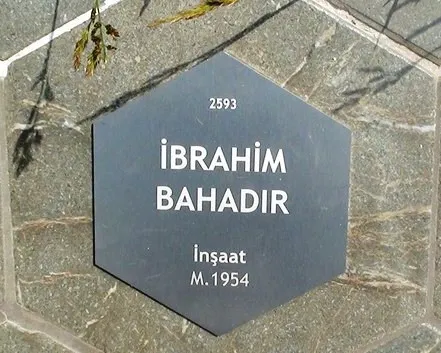 2593
İBRAHİM
BAHADIR
İnşaat
M.1954